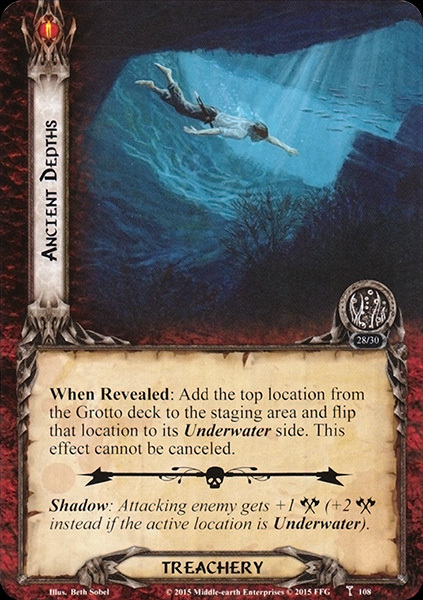 ANCIENT DEPTHS
28/30
When Revealed: Add the top location from
the Grotto deck to the staging area and flip
that location to its Underwater side. This
effect cannot be canceled.
Shadow: Attacking enemy gets +1 (+2
instead if the active location is Underwater).
TREACHERY
Illus. Beth Sobel © 2015 Middle-earth Enterprises © 2015 FFG 108